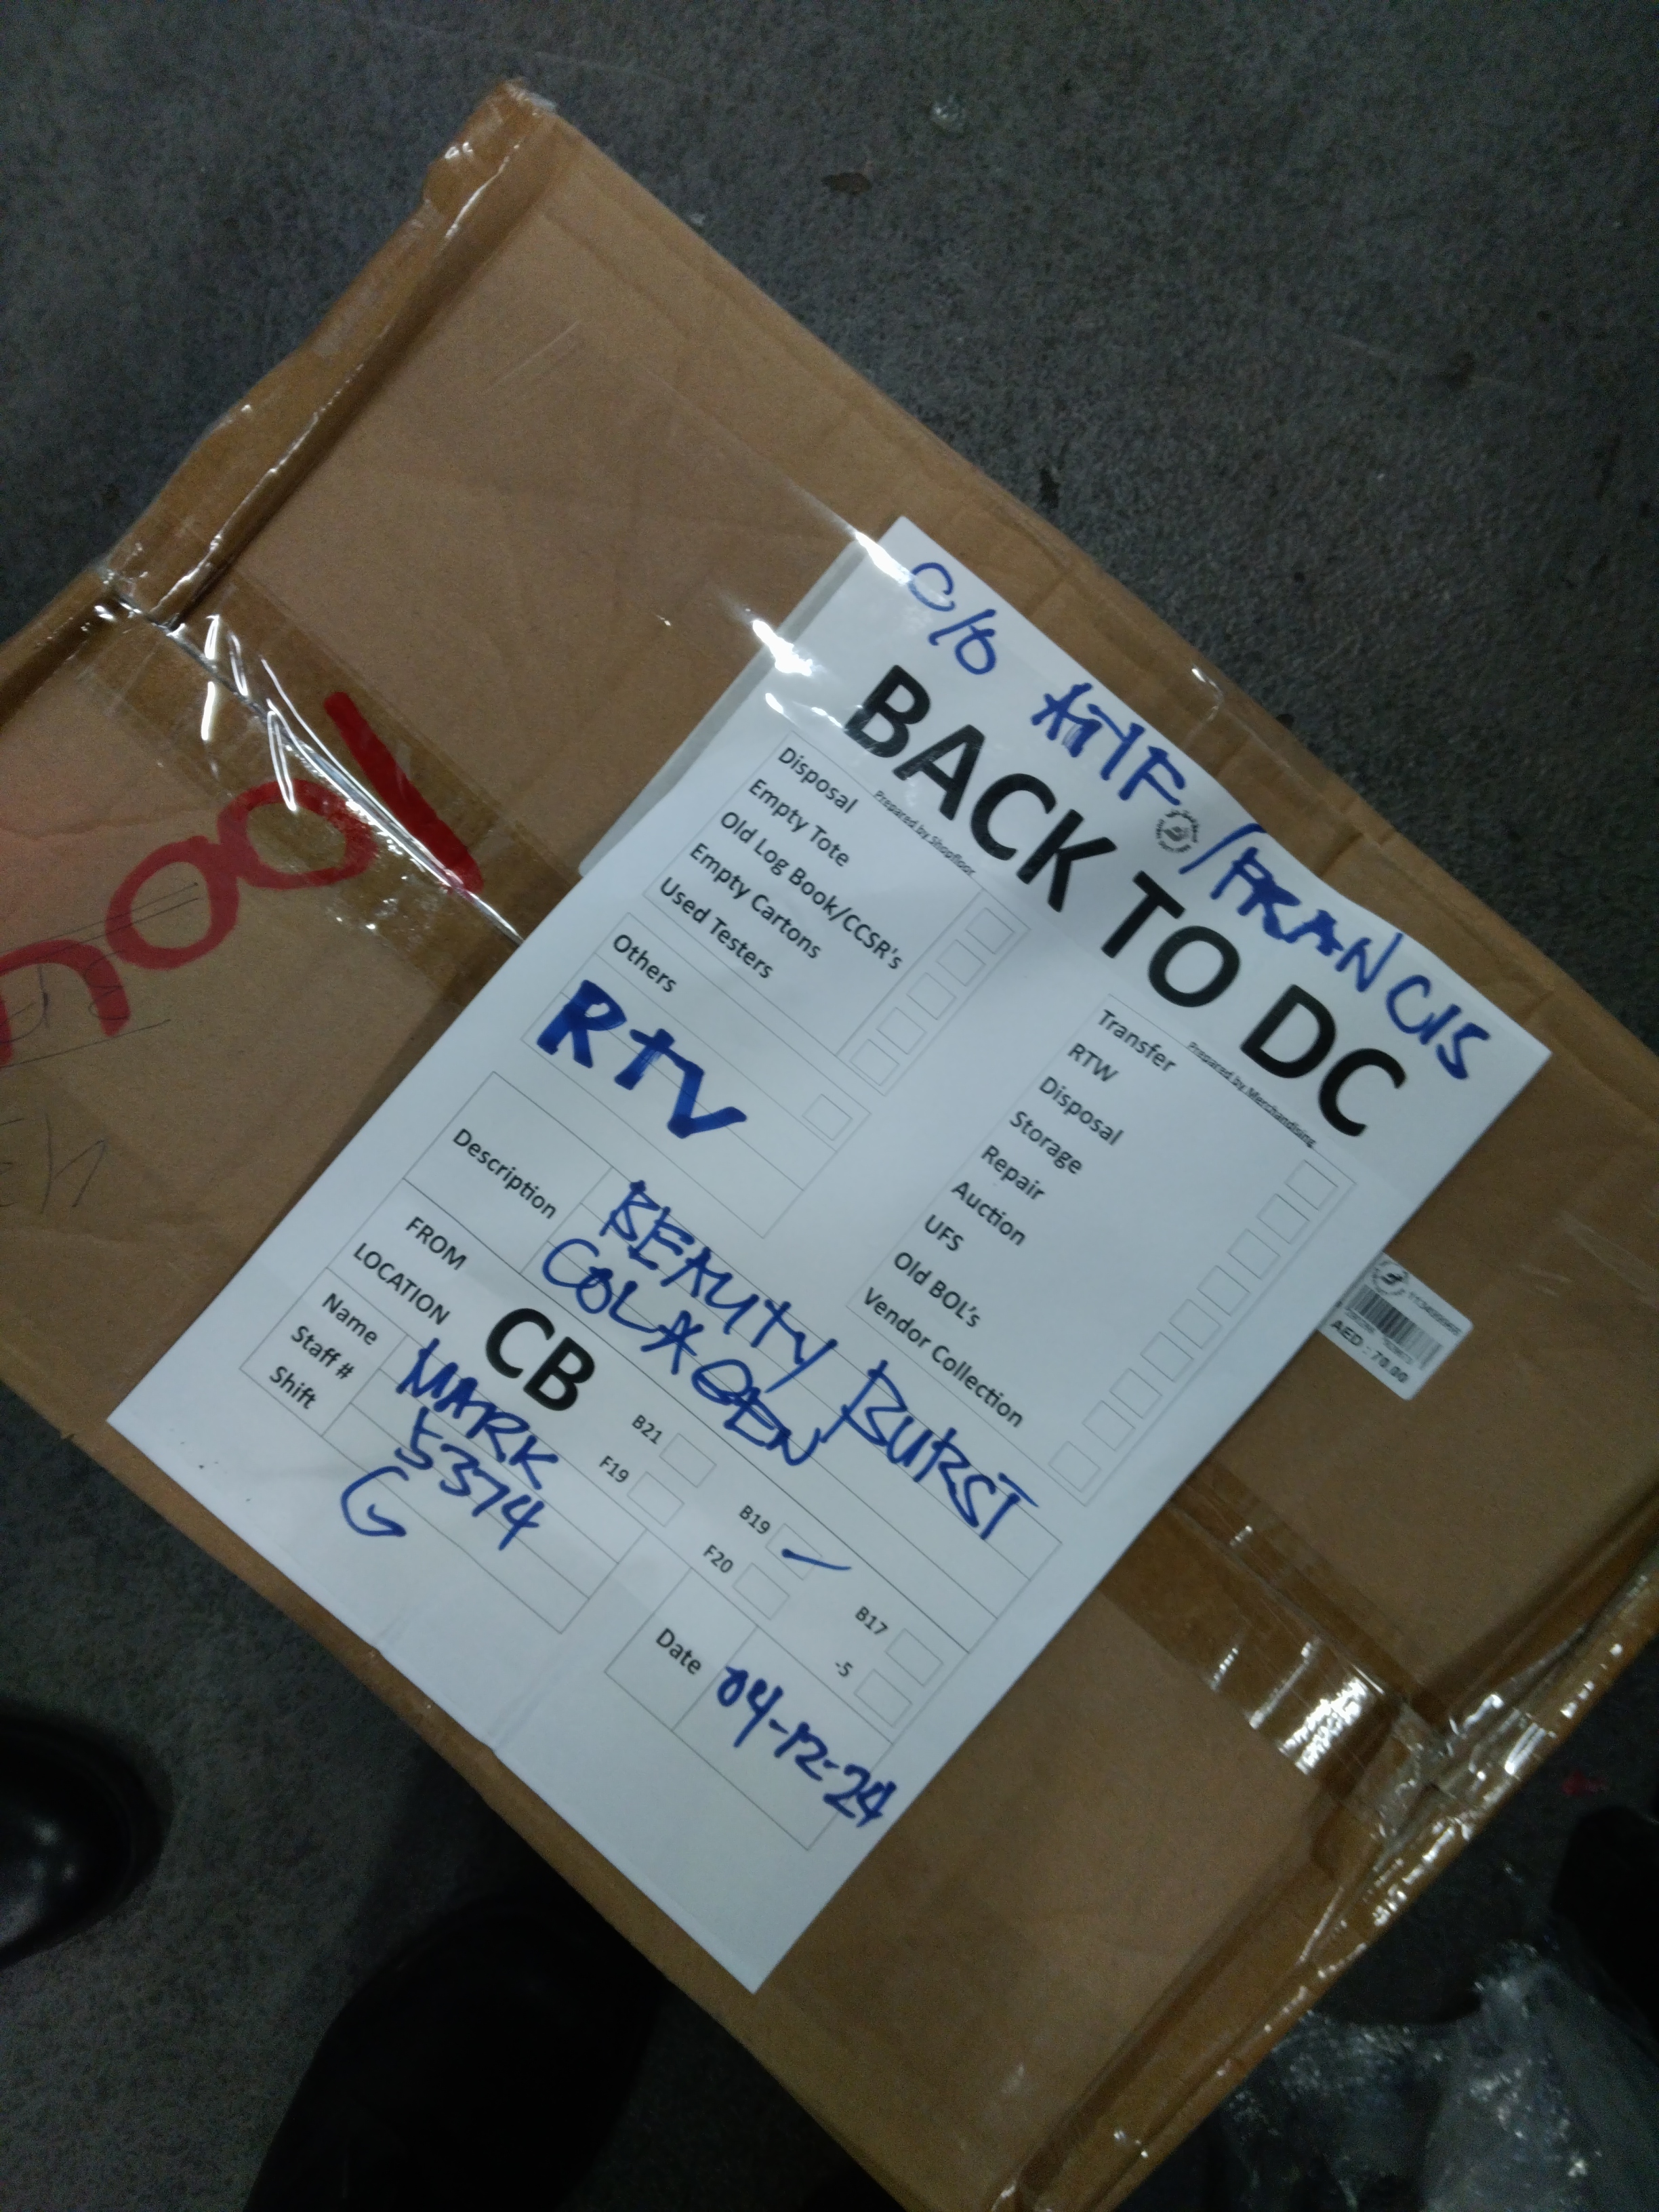 C/O ATIF/FRANCIS
BACK TO DC
Prepared by Shopfloor
Disposal
Empty Tote
Old Log Book/CCSR's
Empty Cartons
Used Testers
Others
RTV
Prepared by Merchandising
Transfer
RTW
Disposal
Storage
Repair
Auction
UFS
Old BOL's
Vendor Collection
Description BEAUTY BURST
COLAGEN
FROM
LOCATION CB
B21 B19 B17
F19 F20 -5
Name MARK
Staff # 5374
Shift G
Date 04-12-24
AED : 70.00